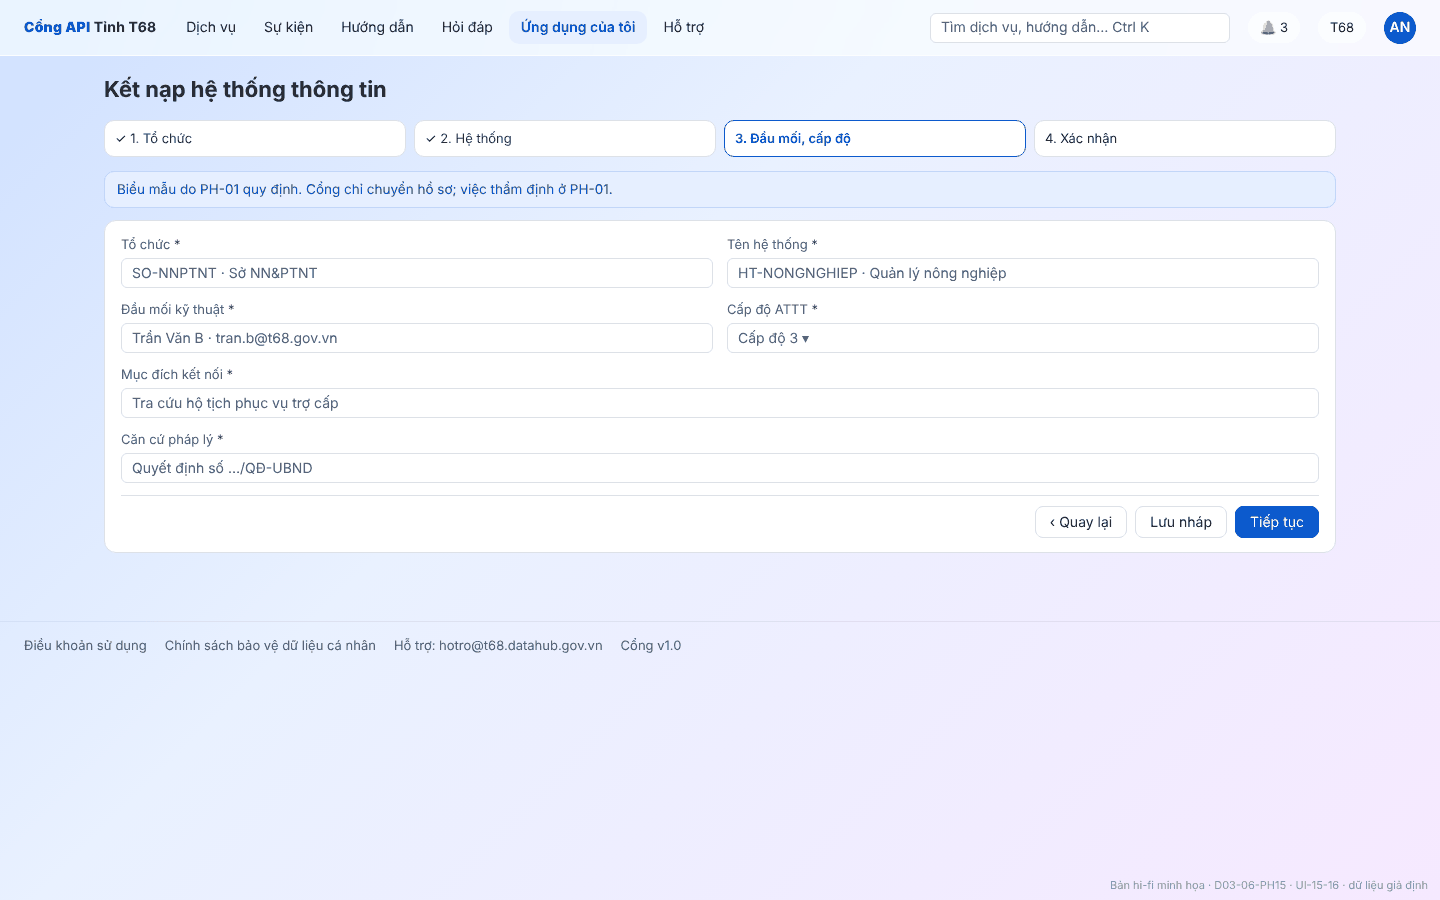 Cổng API Tỉnh T68
Dịch vụ
Sự kiện
Hướng dẫn
Hỏi đáp
Ứng dụng của tôi
Hỗ trợ
Tìm dịch vụ, hướng dẫn... Ctrl K
3
T68
AN
Kết nạp hệ thống thông tin
✓ 1. Tổ chức
✓ 2. Hệ thống
3. Đầu mối, cấp độ
4. Xác nhận
Biểu mẫu do PH-01 quy định. Cổng chỉ chuyển hồ sơ; việc thẩm định ở PH-01.
Tổ chức *
Tên hệ thống *
SO-NNPTNT · Sở NN&PTNT
HT-NONGNGHIEP · Quản lý nông nghiệp
Đầu mối kỹ thuật *
Cấp độ ATTT *
Trần Văn B · tran.b@t68.gov.vn
Cấp độ 3 ▾
Mục đích kết nối *
Tra cứu hộ tịch phục vụ trợ cấp
Căn cứ pháp lý *
Quyết định số .../QĐ-UBND
‹ Quay lại
Lưu nháp
Tiếp tục
Điều khoản sử dụng
Chính sách bảo vệ dữ liệu cá nhân
Hỗ trợ: hotro@t68.datahub.gov.vn
Cổng v1.0
Bản hi-fi minh họa · D03-06-PH15 · UI-15-16 · dữ liệu giả định